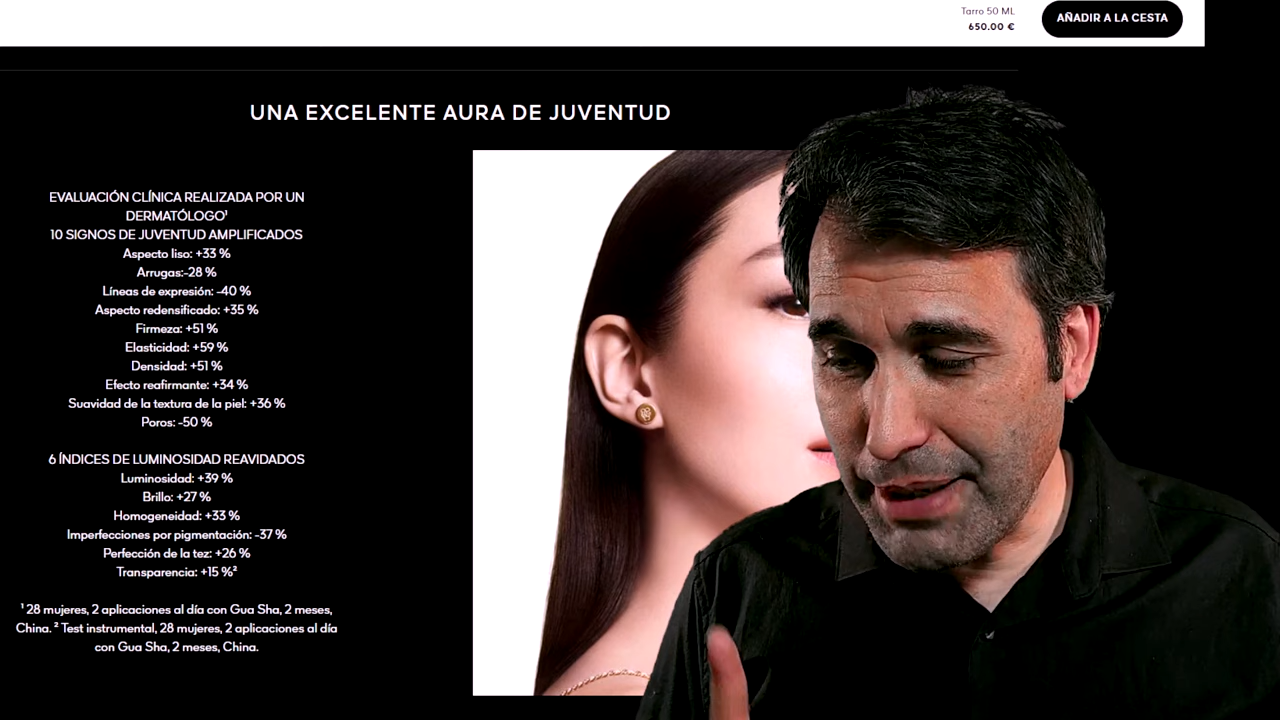 Tarro 50 ML
650.00 €
AÑADIR A LA CESTA
UNA EXCELENTE AURA DE JUVENTUD
EVALUACIÓN CLÍNICA REALIZADA POR UN
DERMATÓLOGO¹
10 SIGNOS DE JUVENTUD AMPLIFICADOS
Aspecto liso: +33 %
Arrugas:-28 %
Líneas de expresión: -40 %
Aspecto redensificado: +35 %
Firmeza: +51 %
Elasticidad: +59 %
Densidad: +51 %
Efecto reafirmante: +34 %
Suavidad de la textura de la piel: +36 %
Poros: -50 %
6 ÍNDICES DE LUMINOSIDAD REAVIDADOS
Luminosidad: +39 %
Brillo: +27 %
Homogeneidad: +33 %
Imperfecciones por pigmentación: -37 %
Perfección de la tez: +26 %
Transparencia: +15 %²
¹ 28 mujeres, 2 aplicaciones al día con Gua Sha, 2 meses,
China. ² Test instrumental, 28 mujeres, 2 aplicaciones al día
con Gua Sha, 2 meses, China.